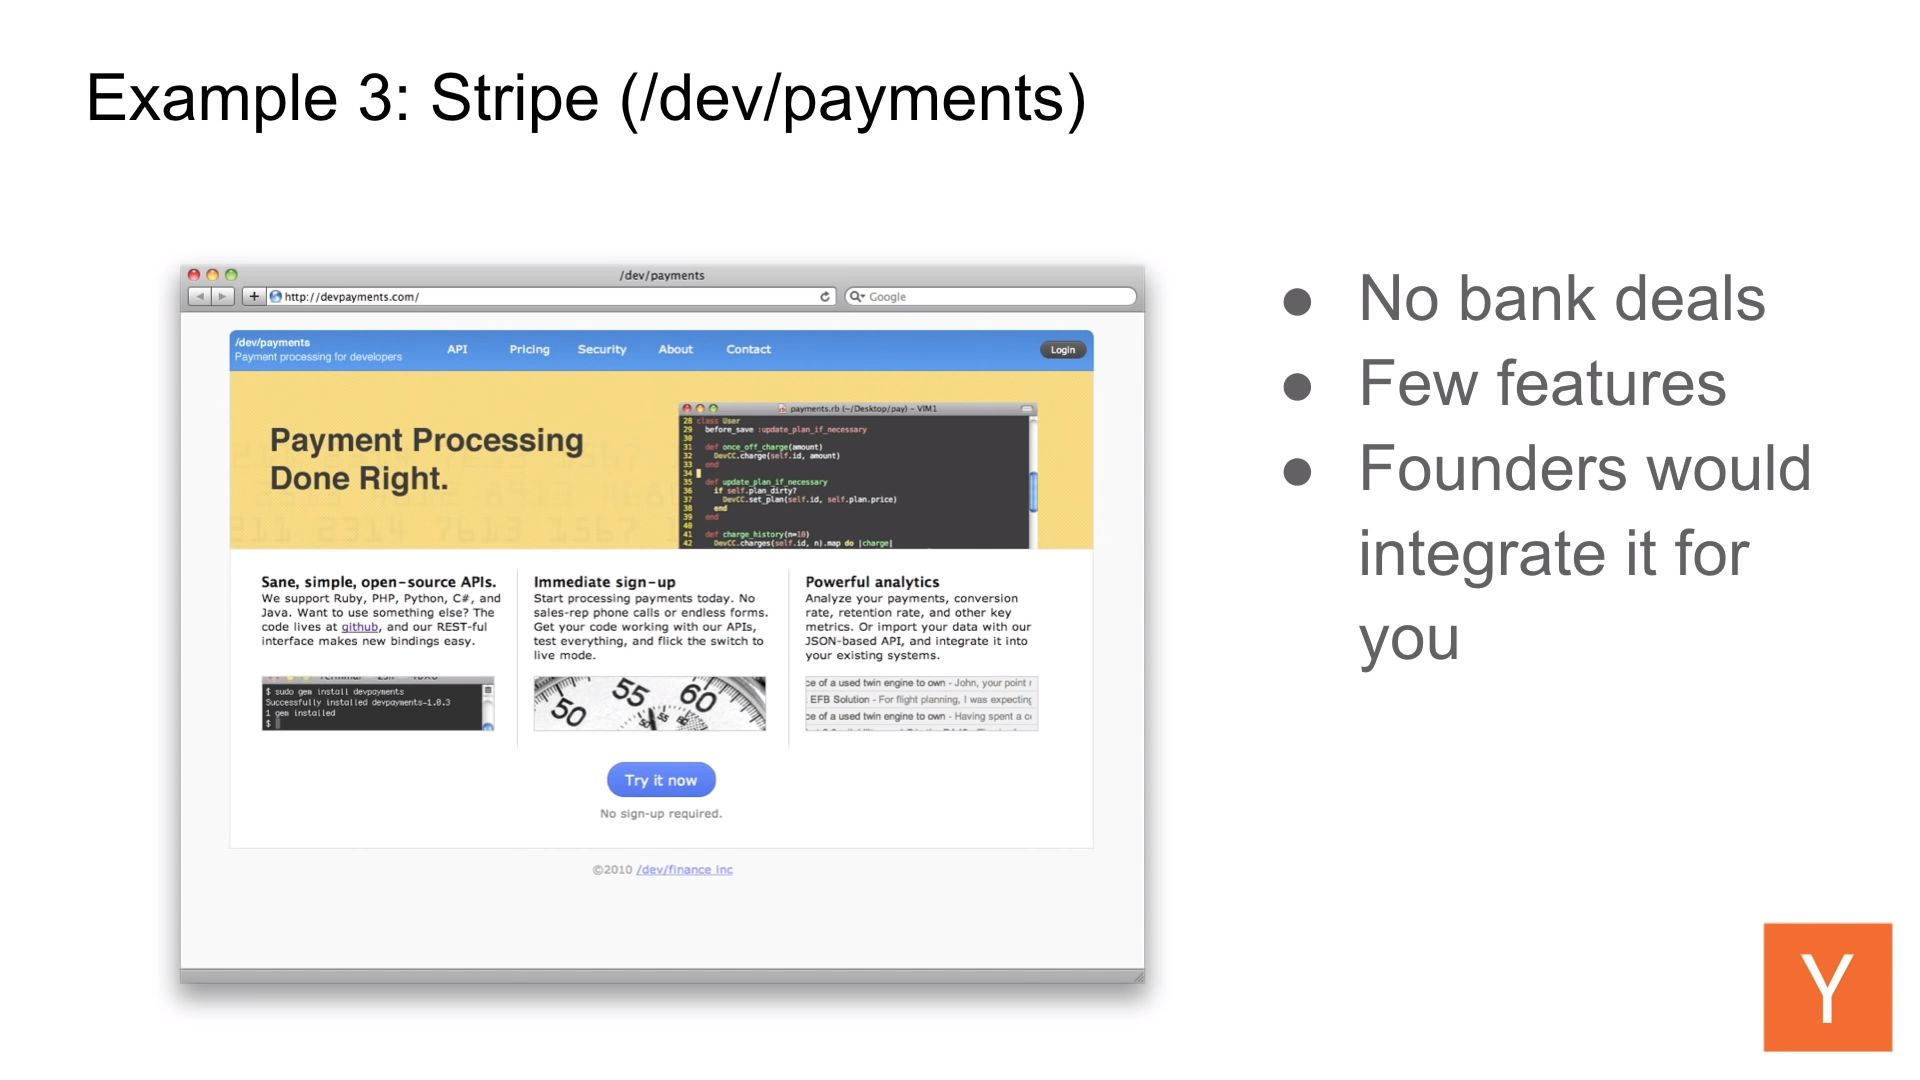 Example 3: Stripe (/dev/payments)
/dev/payments
http://devpayments.com/
Google
/dev/payments
Payment processing for developers
API
Pricing
Security
About
Contact
Login
Payment Processing
Done Right.
payments.rb (~/Desktop/pay) - VIM1
28 class User
29 before_save :update_plan_if_necessary
30
31 def once_off_charge(amount)
32 DevCC.charge(self.id, amount)
33 end
34
35 def update_plan_if_necessary
36 if self.plan_dirty?
37 DevCC.set_plan(self.id, self.plan.price)
38 end
39 end
40
41 def charge_history(n=10)
42 DevCC.charges(self.id, n).map do |charge|
Sane, simple, open-source APIs.
We support Ruby, PHP, Python, C#, and
Java. Want to use something else? The
code lives at github, and our REST-ful
interface makes new bindings easy.
$ sudo gem install devpayments
Successfully installed devpayments-1.0.3
1 gem installed
$
Immediate sign-up
Start processing payments today. No
sales-rep phone calls or endless forms.
Get your code working with our APIs,
test everything, and flick the switch to
live mode.
50
55
60
Powerful analytics
Analyze your payments, conversion
rate, retention rate, and other key
metrics. Or import your data with our
JSON-based API, and integrate it into
your existing systems.
ce of a used twin engine to own - John, your point
EFB Solution - For flight planning, I was expecting
ce of a used twin engine to own - Having spent a
Try it now
No sign-up required.
©2010 /dev/finance inc
● No bank deals
● Few features
● Founders would
integrate it for
you
Y